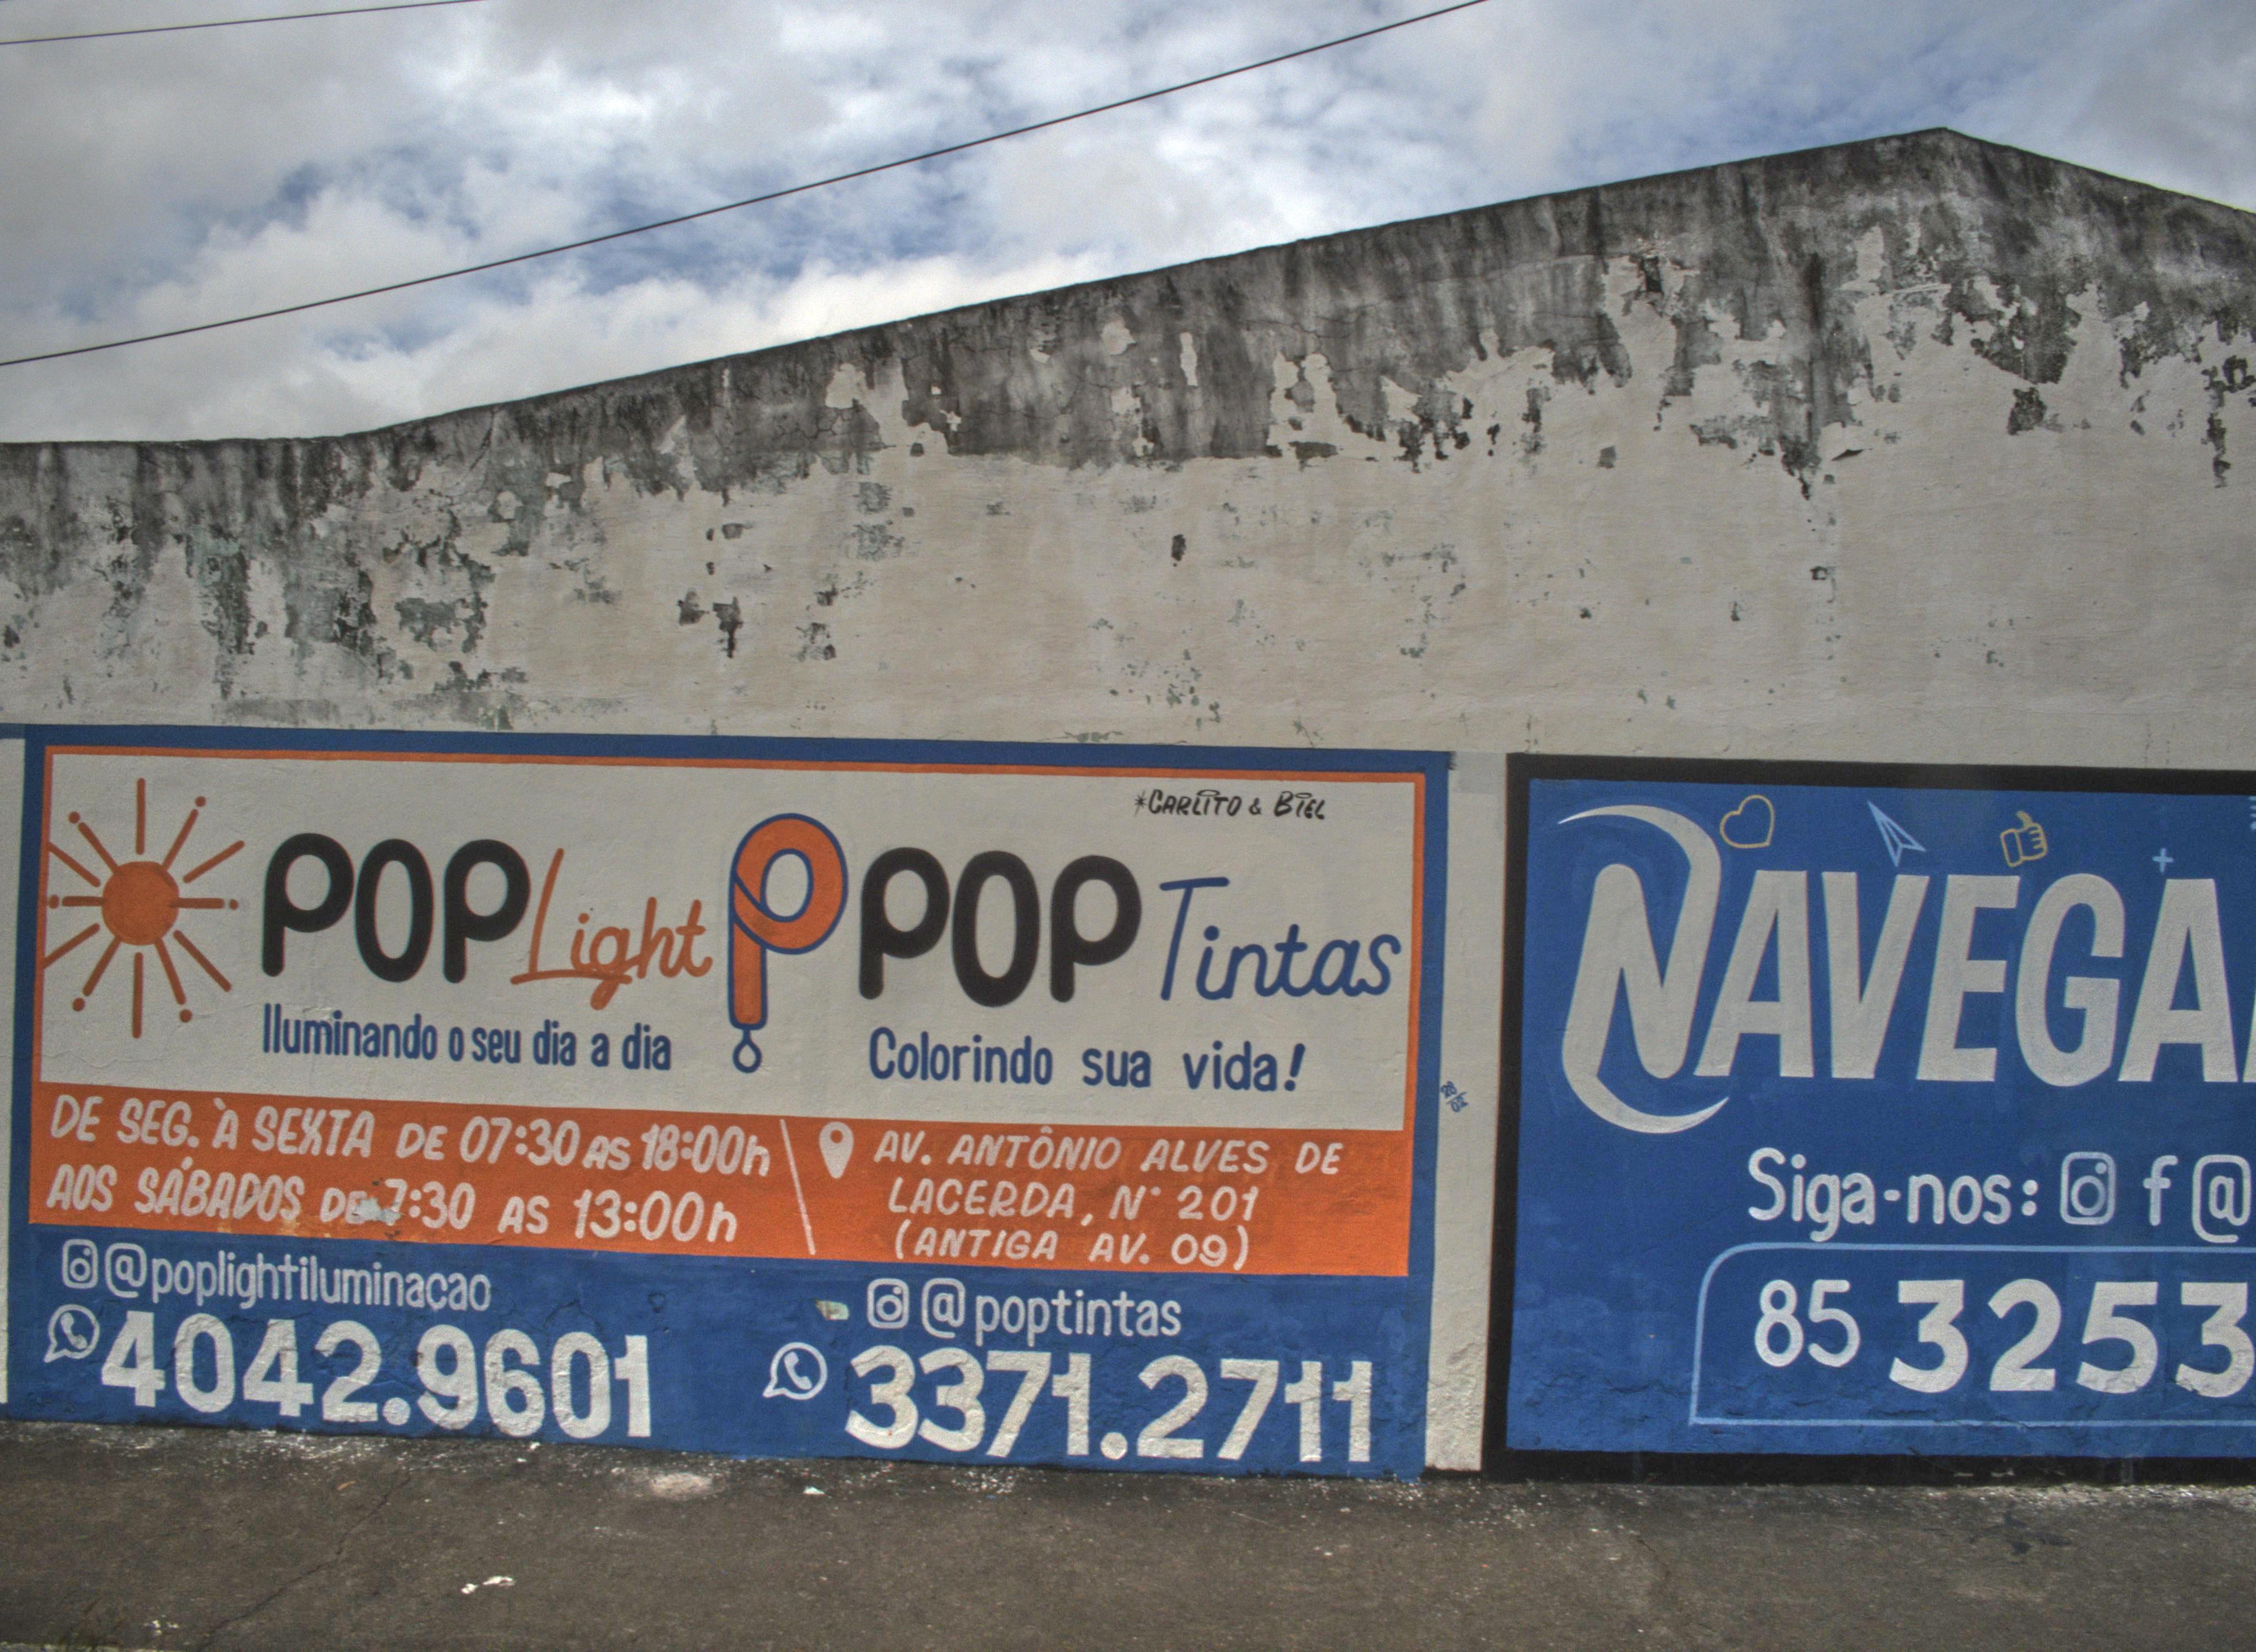 *CARLITO & BIEL
POP Light
Iluminando o seu dia a dia
POP Tintas
Colorindo sua vida!
DE SEG. À SEXTA DE 07:30 AS 18:00h
AOS SÁBADOS DE 7:30 AS 13:00h
AV. ANTÔNIO ALVES DE
LACERDA, N° 201
(ANTIGA AV. 09)
@poplightiluminaçao
4042.9601
@poptintas
3371.2711
NAVEGA
Siga-nos: f @
85 3253